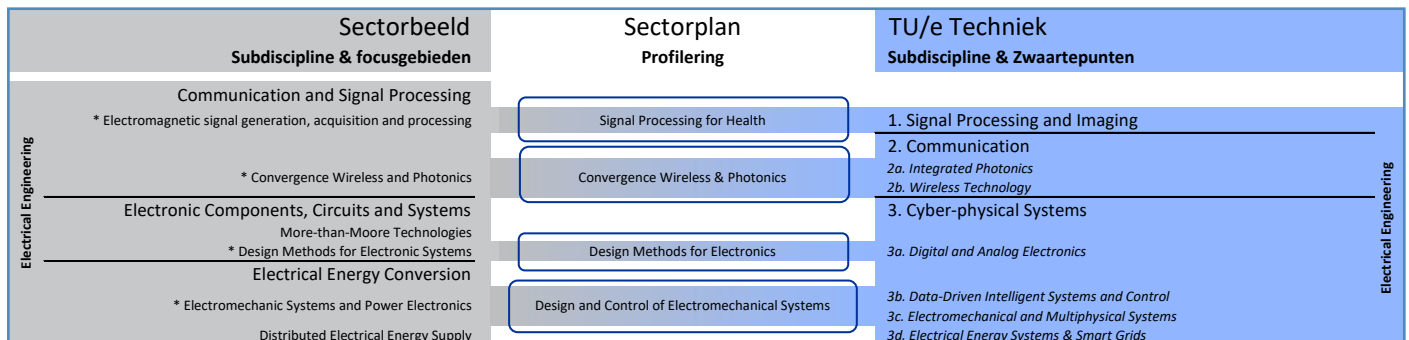 Sectorbeeld
Subdiscipline & focusgebieden
Sectorplan
Profilering
TU/e Techniek
Subdiscipline & Zwaartepunten
Electrical Engineering
Communication and Signal Processing
* Electromagnetic signal generation, acquisition and processing
Signal Processing for Health
1. Signal Processing and Imaging
2. Communication
2a. Integrated Photonics
* Convergence Wireless and Photonics
Convergence Wireless & Photonics
2b. Wireless Technology
Electronic Components, Circuits and Systems
3. Cyber-physical Systems
More-than-Moore Technologies
* Design Methods for Electronic Systems
Design Methods for Electronics
3a. Digital and Analog Electronics
Electrical Energy Conversion
* Electromechanic Systems and Power Electronics
Design and Control of Electromechanical Systems
3b. Data-Driven Intelligent Systems and Control
3c. Electromechanical and Multiphysical Systems
Distributed Electrical Energy Supply
3d. Electrical Energy Systems & Smart Grids
Electrical Engineering